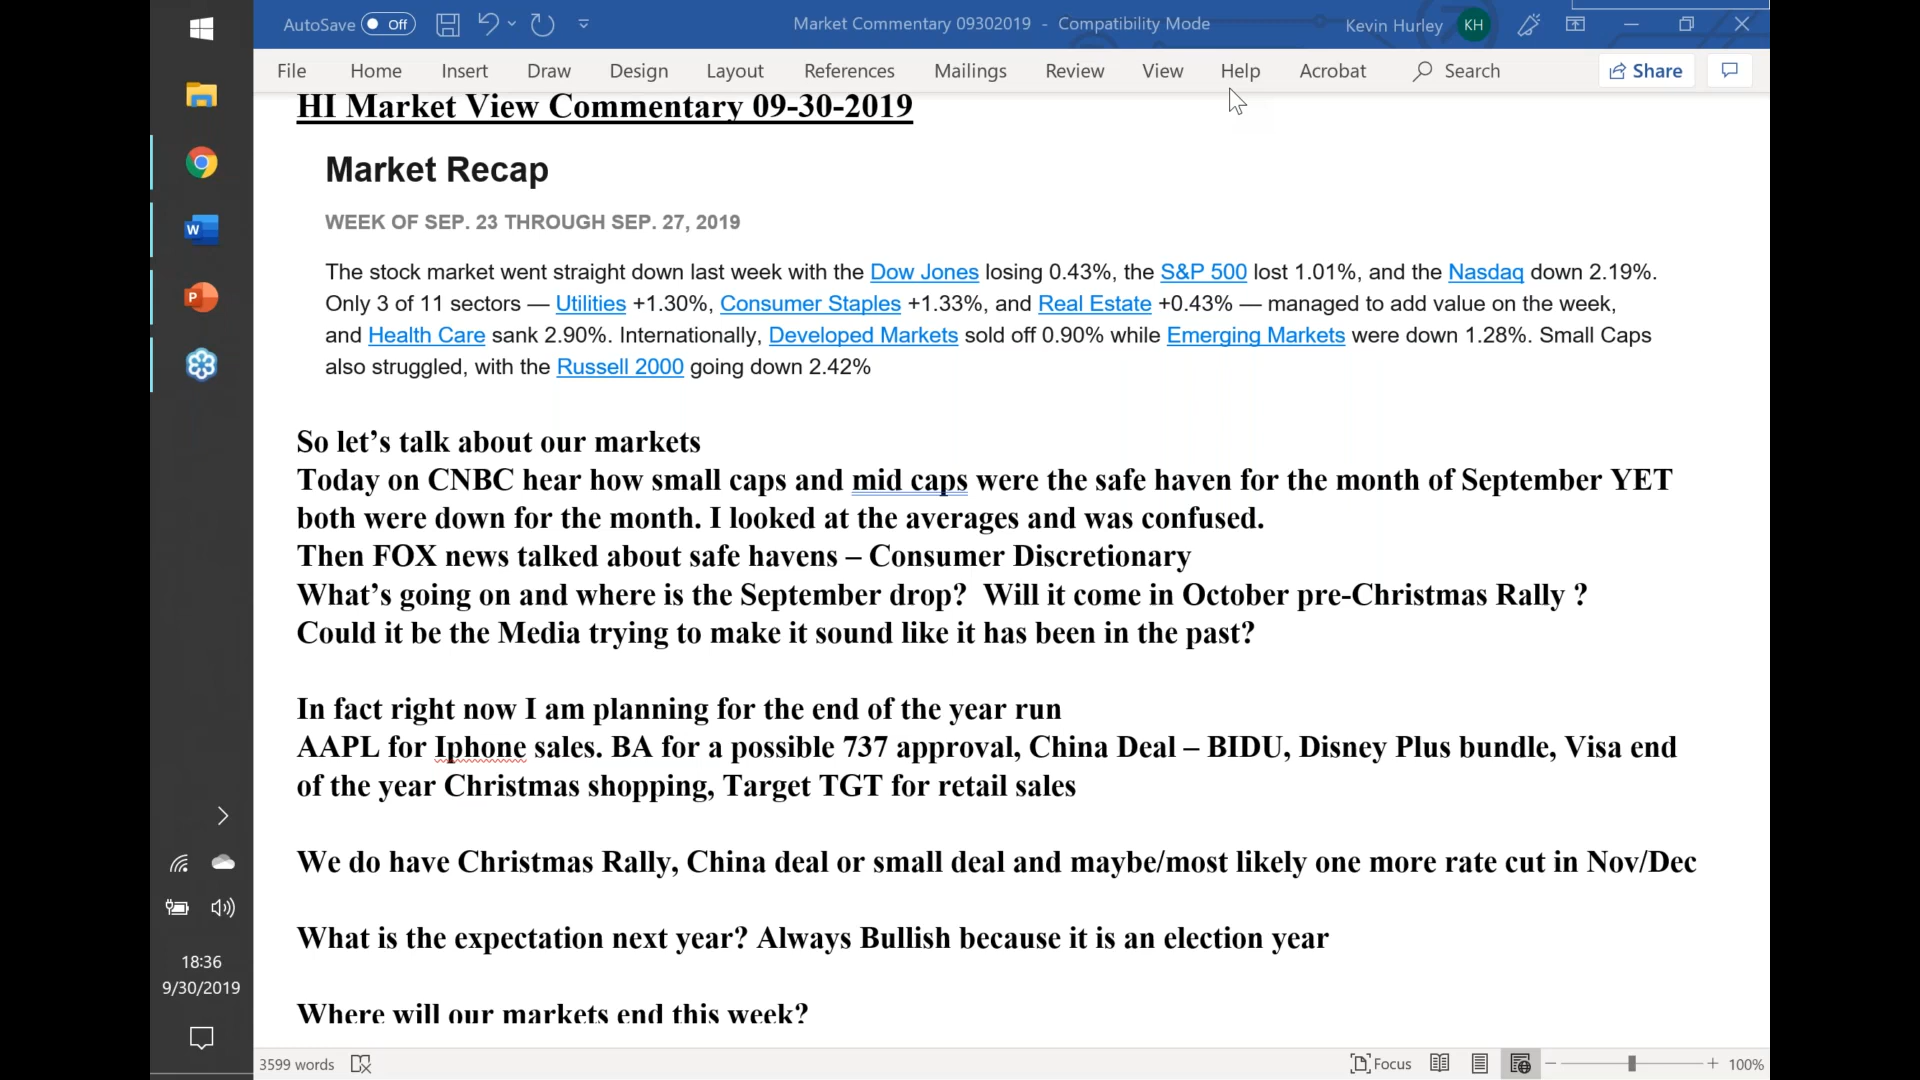 AutoSave Off Market Commentary 09302019 - Compatibility Mode Kevin Hurley KH
File Home Insert Draw Design Layout References Mailings Review View Help Acrobat Search Share
HI Market View Commentary 09-30-2019
Market Recap
WEEK OF SEP. 23 THROUGH SEP. 27, 2019
The stock market went straight down last week with the Dow Jones losing 0.43%, the S&P 500 lost 1.01%, and the Nasdaq down 2.19%.
Only 3 of 11 sectors — Utilities +1.30%, Consumer Staples +1.33%, and Real Estate +0.43% — managed to add value on the week,
and Health Care sank 2.90%. Internationally, Developed Markets sold off 0.90% while Emerging Markets were down 1.28%. Small Caps
also struggled, with the Russell 2000 going down 2.42%
So let’s talk about our markets
Today on CNBC hear how small caps and mid caps were the safe haven for the month of September YET
both were down for the month. I looked at the averages and was confused.
Then FOX news talked about safe havens – Consumer Discretionary
What’s going on and where is the September drop? Will it come in October pre-Christmas Rally ?
Could it be the Media trying to make it sound like it has been in the past?
In fact right now I am planning for the end of the year run
AAPL for Iphone sales. BA for a possible 737 approval, China Deal – BIDU, Disney Plus bundle, Visa end
of the year Christmas shopping, Target TGT for retail sales
We do have Christmas Rally, China deal or small deal and maybe/most likely one more rate cut in Nov/Dec
What is the expectation next year? Always Bullish because it is an election year
Where will our markets end this week?
18:36
9/30/2019
3599 words Focus 100%